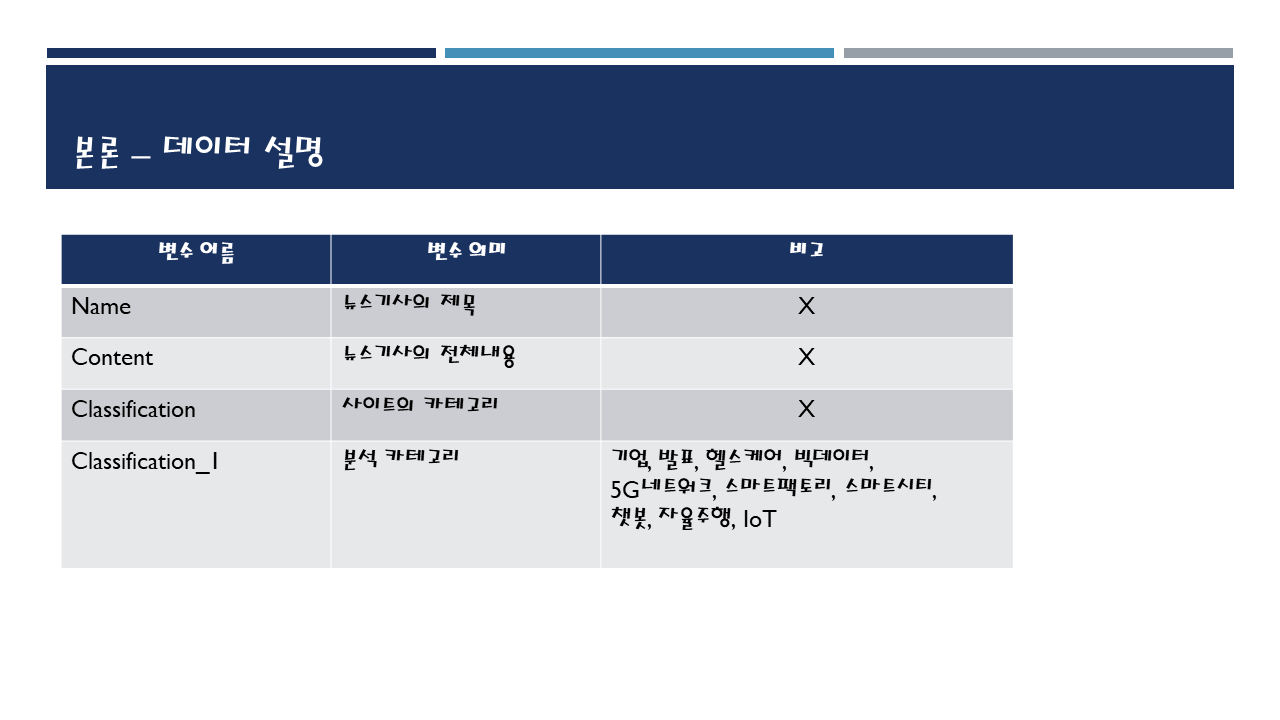 본론 _ 데이터 설명
변수 이름 변수 의미 비고
Name 뉴스기사의 제목 X
Content 뉴스기사의 전체내용 X
Classification 사이트의 카테고리 X
Classification_1 분석 카테고리 기업, 발표, 헬스케어, 빅데이터,
5G네트워크, 스마트팩토리, 스마트시티,
챗봇, 자율주행, IoT